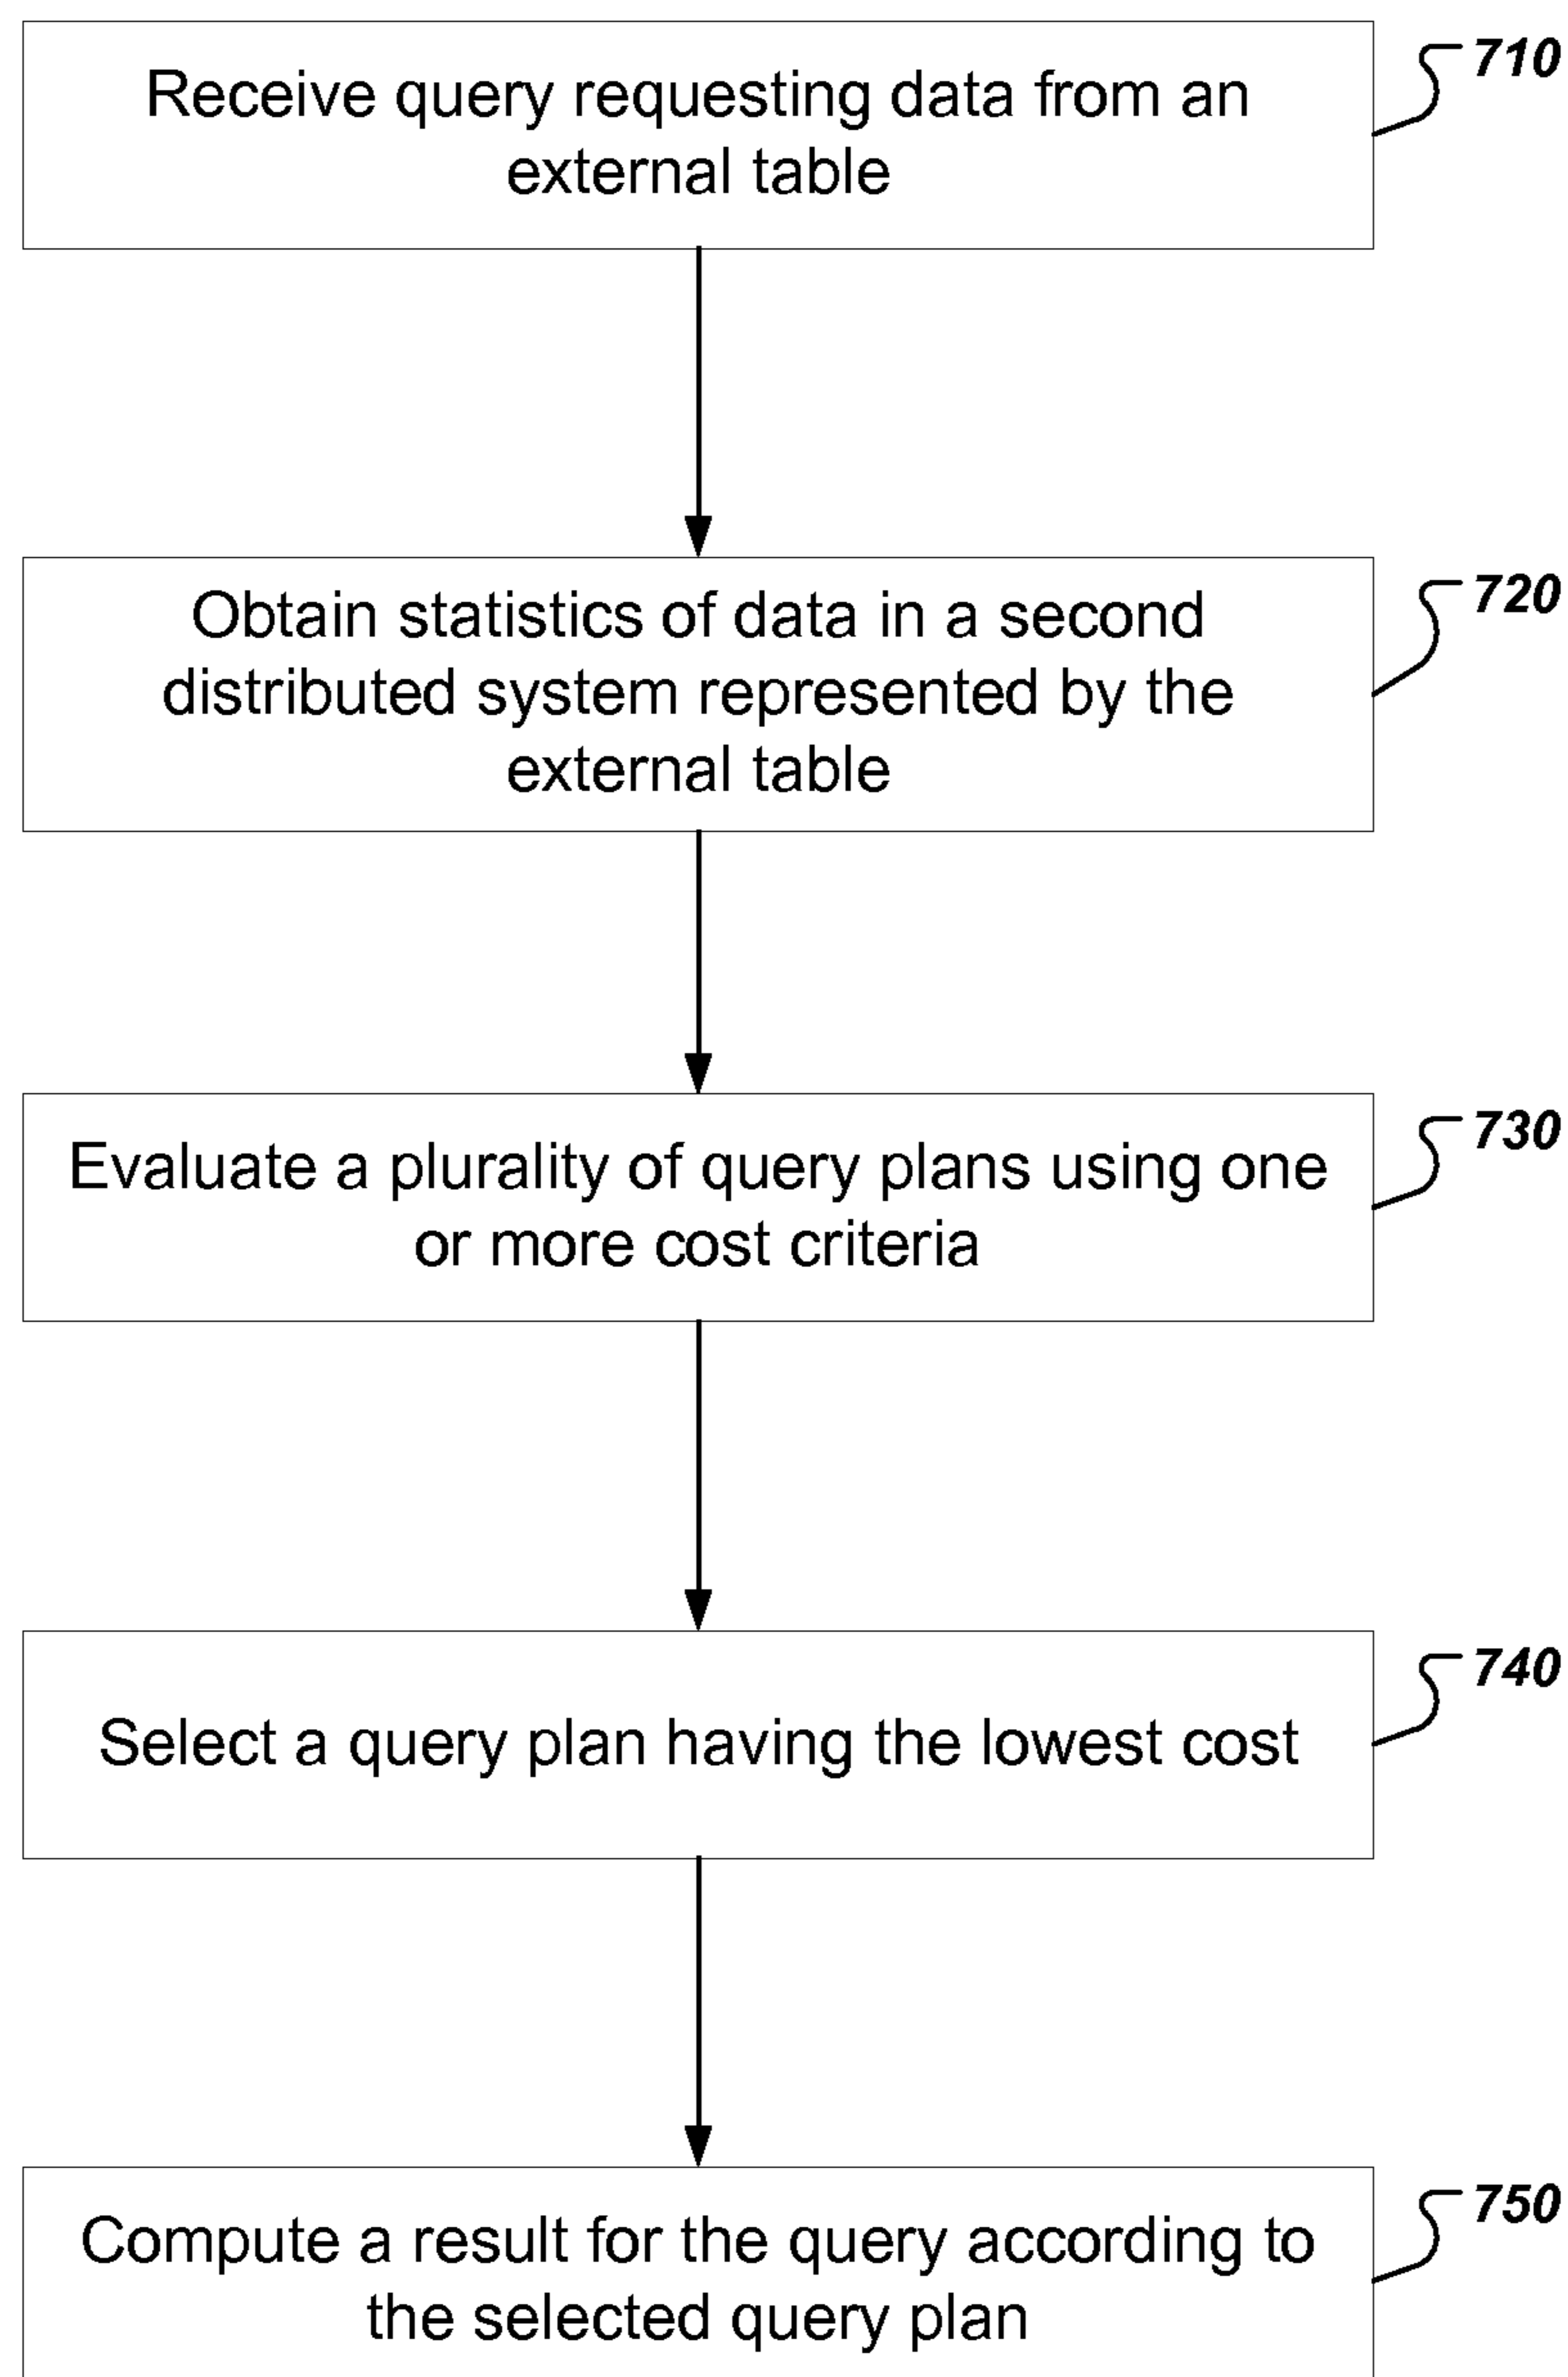 710
Receive query requesting data from an
external table
720
Obtain statistics of data in a second
distributed system represented by the
external table
730
Evaluate a plurality of query plans using one
or more cost criteria
740
Select a query plan having the lowest cost
750
Compute a result for the query according to
the selected query plan